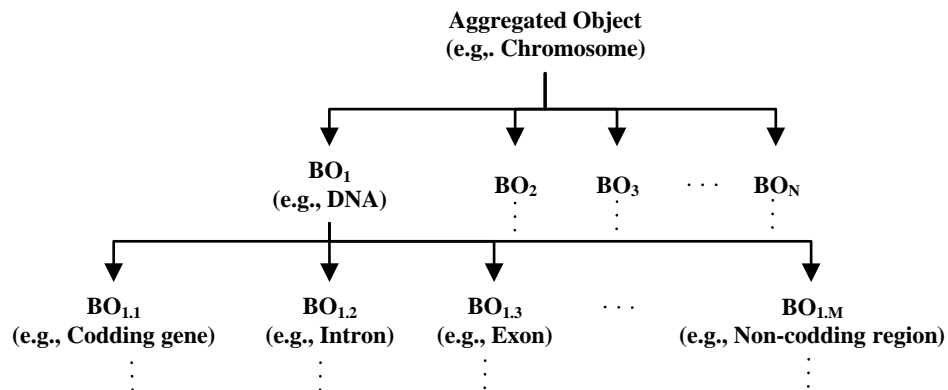 Aggregated Object
(e.g,. Chromosome)
BO1
(e.g., DNA)
BO2
BO3
. . .
BON
BO1.1
(e.g., Codding gene)
BO1.2
(e.g., Intron)
BO1.3
(e.g., Exon)
. . .
BO1.M
(e.g., Non-codding region)